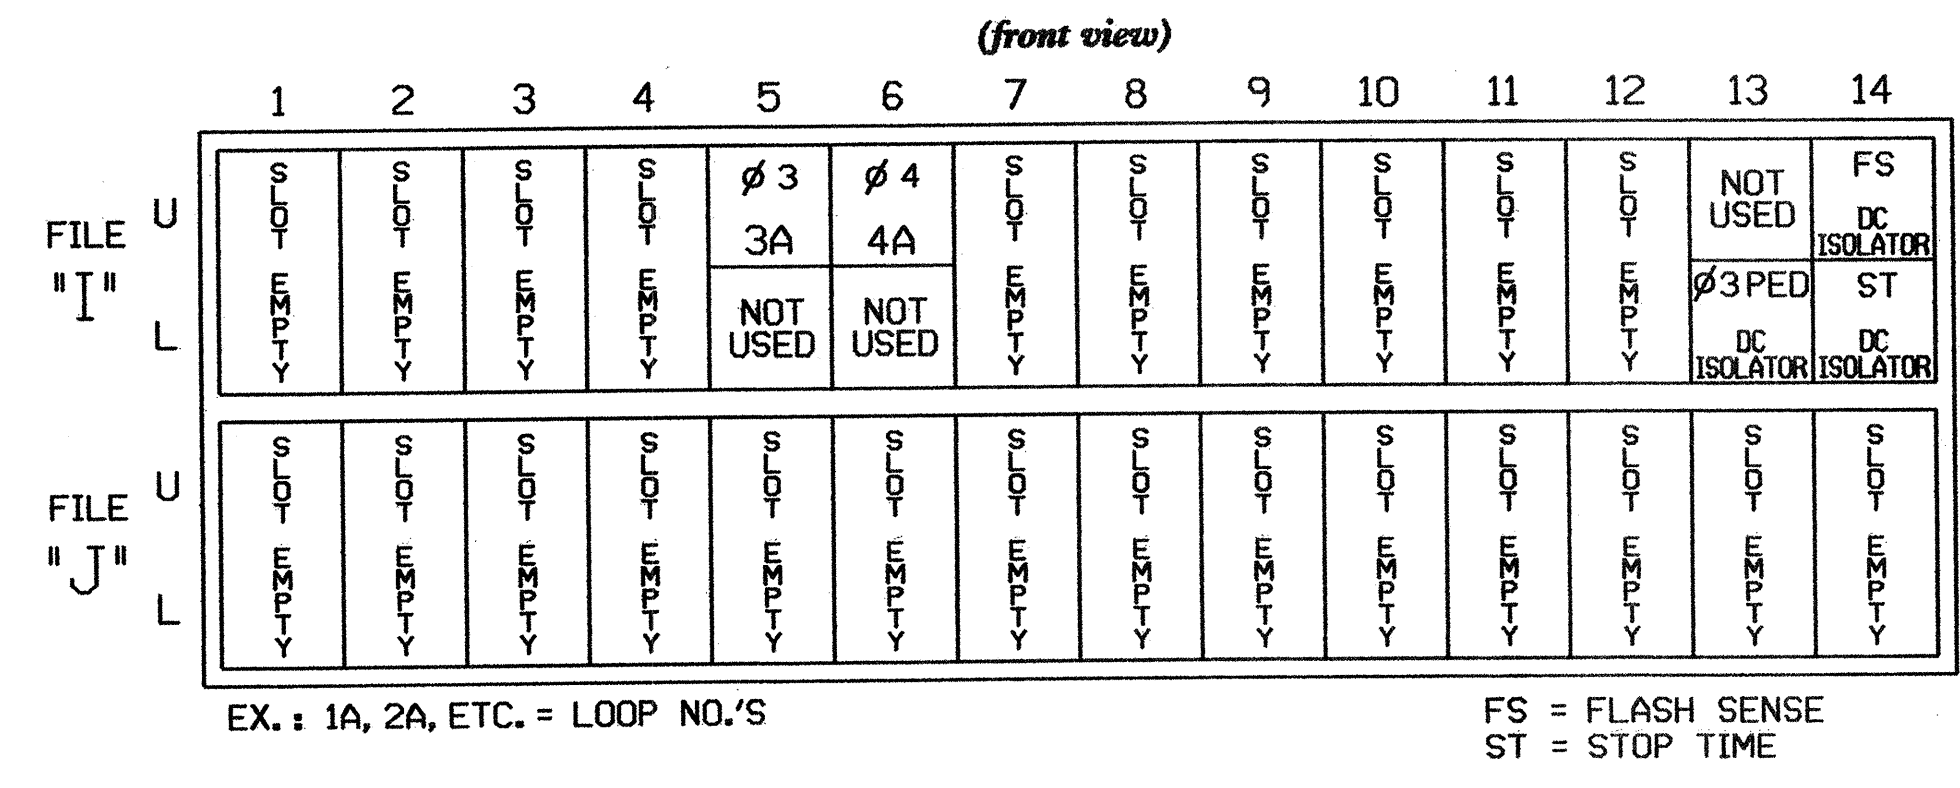 (front view)
1 2 3 4 5 6 7 8 9 10 11 12 13 14
FILE "I"
U
L
SLOT EMPTY
SLOT EMPTY
SLOT EMPTY
SLOT EMPTY
Ø 3
3A
NOT USED
Ø 4
4A
NOT USED
SLOT EMPTY
SLOT EMPTY
SLOT EMPTY
SLOT EMPTY
SLOT EMPTY
SLOT EMPTY
NOT USED
Ø3 PED
DC ISOLATOR
FS
DC ISOLATOR
ST
DC ISOLATOR
FILE "J"
U
L
SLOT EMPTY
SLOT EMPTY
SLOT EMPTY
SLOT EMPTY
SLOT EMPTY
SLOT EMPTY
SLOT EMPTY
SLOT EMPTY
SLOT EMPTY
SLOT EMPTY
SLOT EMPTY
SLOT EMPTY
SLOT EMPTY
SLOT EMPTY
EX. : 1A, 2A, ETC. = LOOP NO.'S
FS = FLASH SENSE
ST = STOP TIME